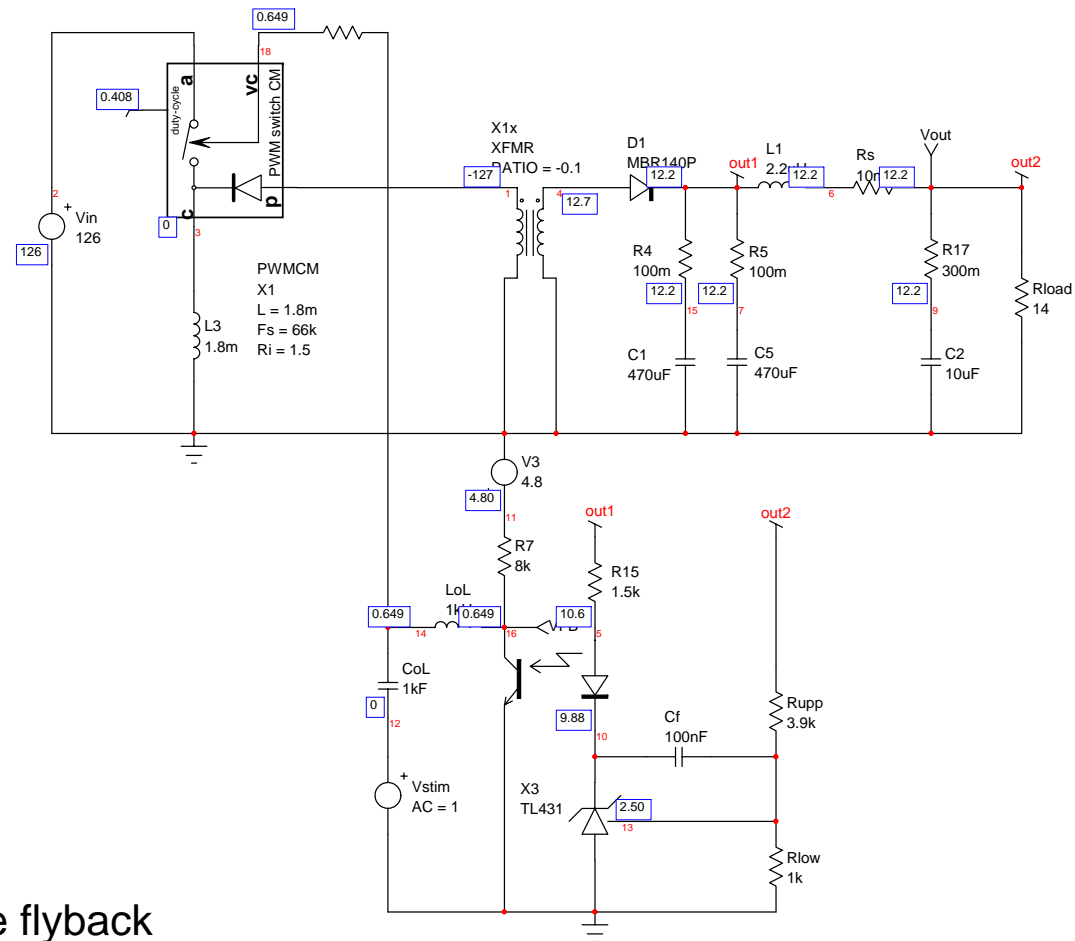 0.649
18
a
vc
duty-cycle
PWM switch CM
0.408
c
p
0
3
2
Vin
126
126
PWMCM
X1
L = 1.8m
Fs = 66k
Ri = 1.5
L3
1.8m
X1x
XFMR
RATIO = -0.1
-127
1
4
12.7
D1
MBR140P
12.2
out1
L1
12.2
6
Rs
12.2
Vout
out2
R4
100m
12.2
15
R5
100m
12.2
7
R17
300m
12.2
9
Rload
14
C1
470uF
C5
470uF
C2
10uF
V3
4.8
4.80
11
R7
8k
out1
R15
1.5k
out2
LoL
0.649
14
0.649
16
10.6
5
CoL
1kF
0
12
9.88
10
Cf
100nF
Rupp
3.9k
Vstim
AC = 1
X3
TL431
2.50
13
Rlow
1k
flyback